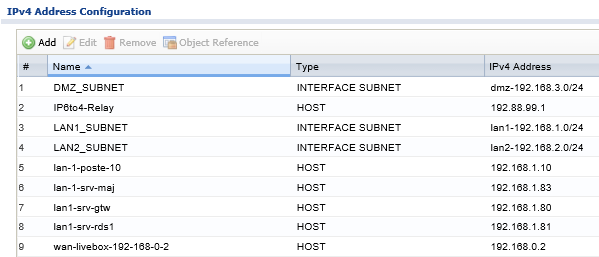 IPv4 Address Configuration
Add Edit Remove Object Reference
# Name Type IPv4 Address
1 DMZ_SUBNET INTERFACE SUBNET dmz-192.168.3.0/24
2 IP6to4-Relay HOST 192.88.99.1
3 LAN1_SUBNET INTERFACE SUBNET lan1-192.168.1.0/24
4 LAN2_SUBNET INTERFACE SUBNET lan2-192.168.2.0/24
5 lan-1-poste-10 HOST 192.168.1.10
6 lan-1-srv-maj HOST 192.168.1.83
7 lan1-srv-gtw HOST 192.168.1.80
8 lan1-srv-rds1 HOST 192.168.1.81
9 wan-livebox-192-168-0-2 HOST 192.168.0.2